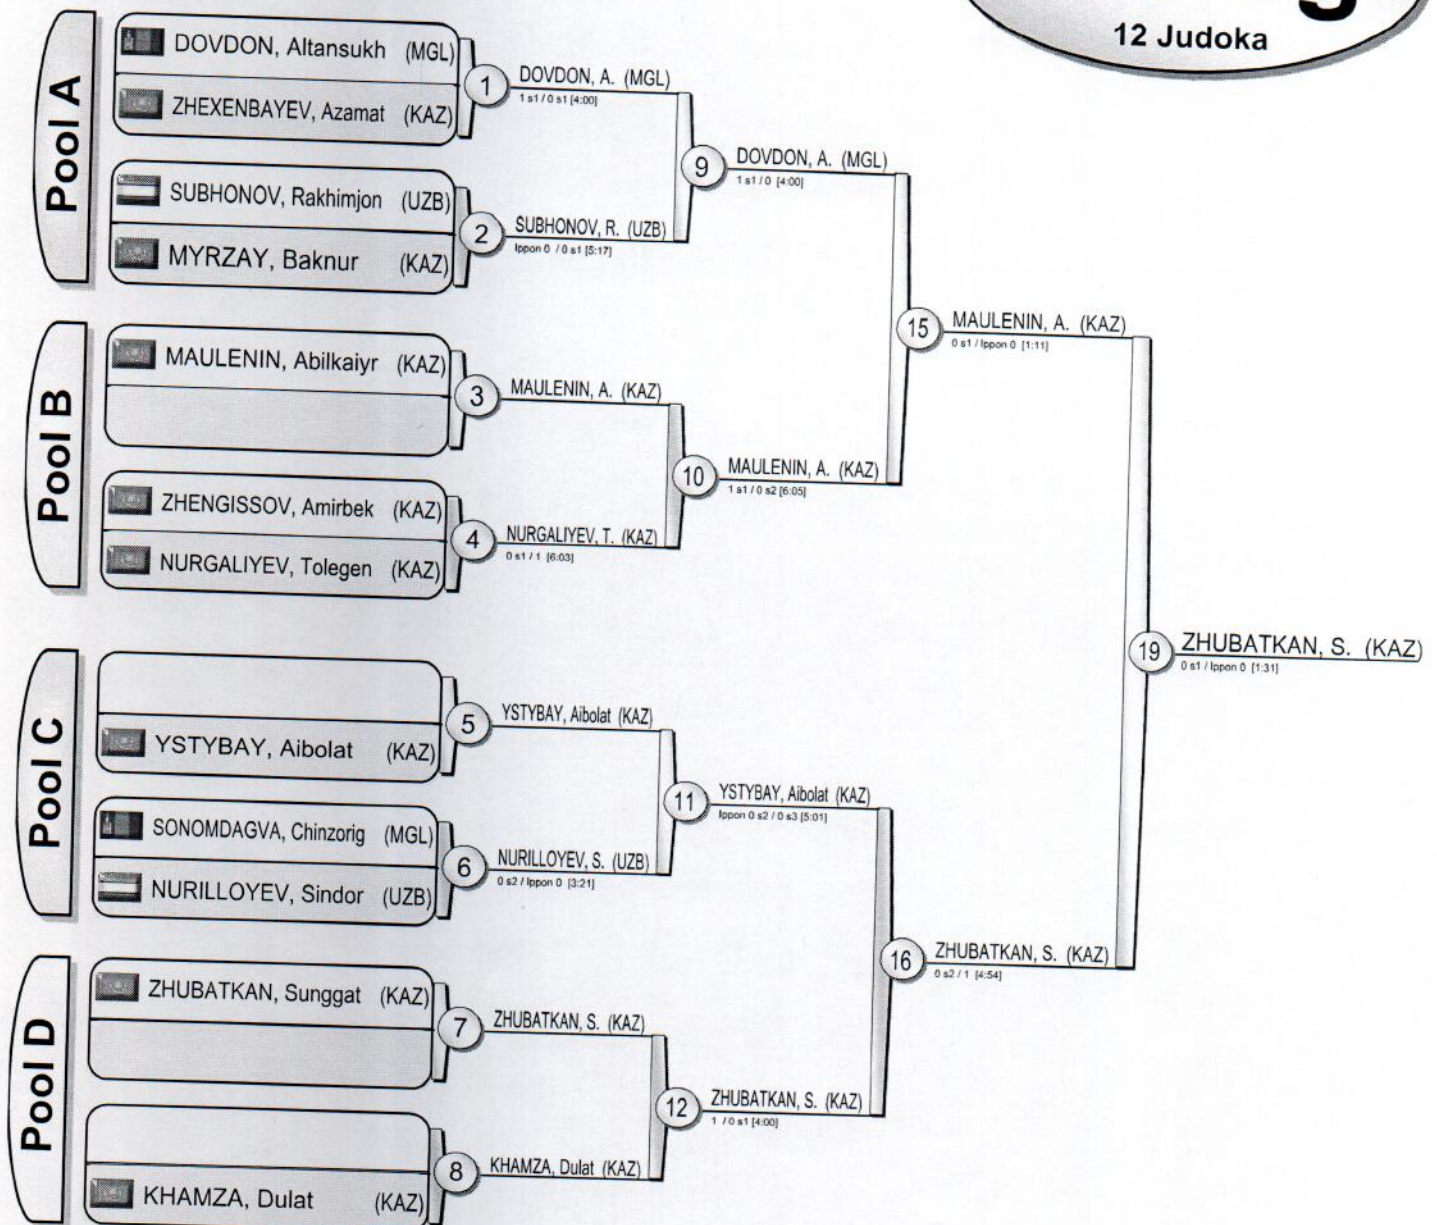 g
12 Judoka
Pool A
DOVDON, Altansukh (MGL)
ZHEXENBAYEV, Azamat (KAZ)
1
DOVDON, A. (MGL)
1 s1 / 0 s1 [4:00]
SUBHONOV, Rakhimjon (UZB)
MYRZAY, Baknur (KAZ)
2
SUBHONOV, R. (UZB)
Ippon 0 / 0 s1 [5:17]
9
DOVDON, A. (MGL)
1 s1 / 0 [4:00]
Pool B
MAULENIN, Abilkaiyr (KAZ)
3
MAULENIN, A. (KAZ)
ZHENGISSOV, Amirbek (KAZ)
NURGALIYEV, Tolegen (KAZ)
4
NURGALIYEV, T. (KAZ)
0 s1 / 1 [6:03]
10
MAULENIN, A. (KAZ)
1 s1 / 0 s2 [6:05]
15
MAULENIN, A. (KAZ)
0 s1 / Ippon 0 [1:11]
Pool C
YSTYBAY, Aibolat (KAZ)
5
YSTYBAY, Aibolat (KAZ)
SONOMDAGVA, Chinzorig (MGL)
NURILLOYEV, Sindor (UZB)
6
NURILLOYEV, S. (UZB)
0 s2 / Ippon 0 [3:21]
11
YSTYBAY, Aibolat (KAZ)
Ippon 0 s2 / 0 s3 [5:01]
Pool D
ZHUBATKAN, Sunggat (KAZ)
7
ZHUBATKAN, S. (KAZ)
KHAMZA, Dulat (KAZ)
8
KHAMZA, Dulat (KAZ)
12
ZHUBATKAN, S. (KAZ)
1 / 0 s1 [4:00]
16
ZHUBATKAN, S. (KAZ)
0 s2 / 1 [4:54]
19
ZHUBATKAN, S. (KAZ)
0 s1 / Ippon 0 [1:31]